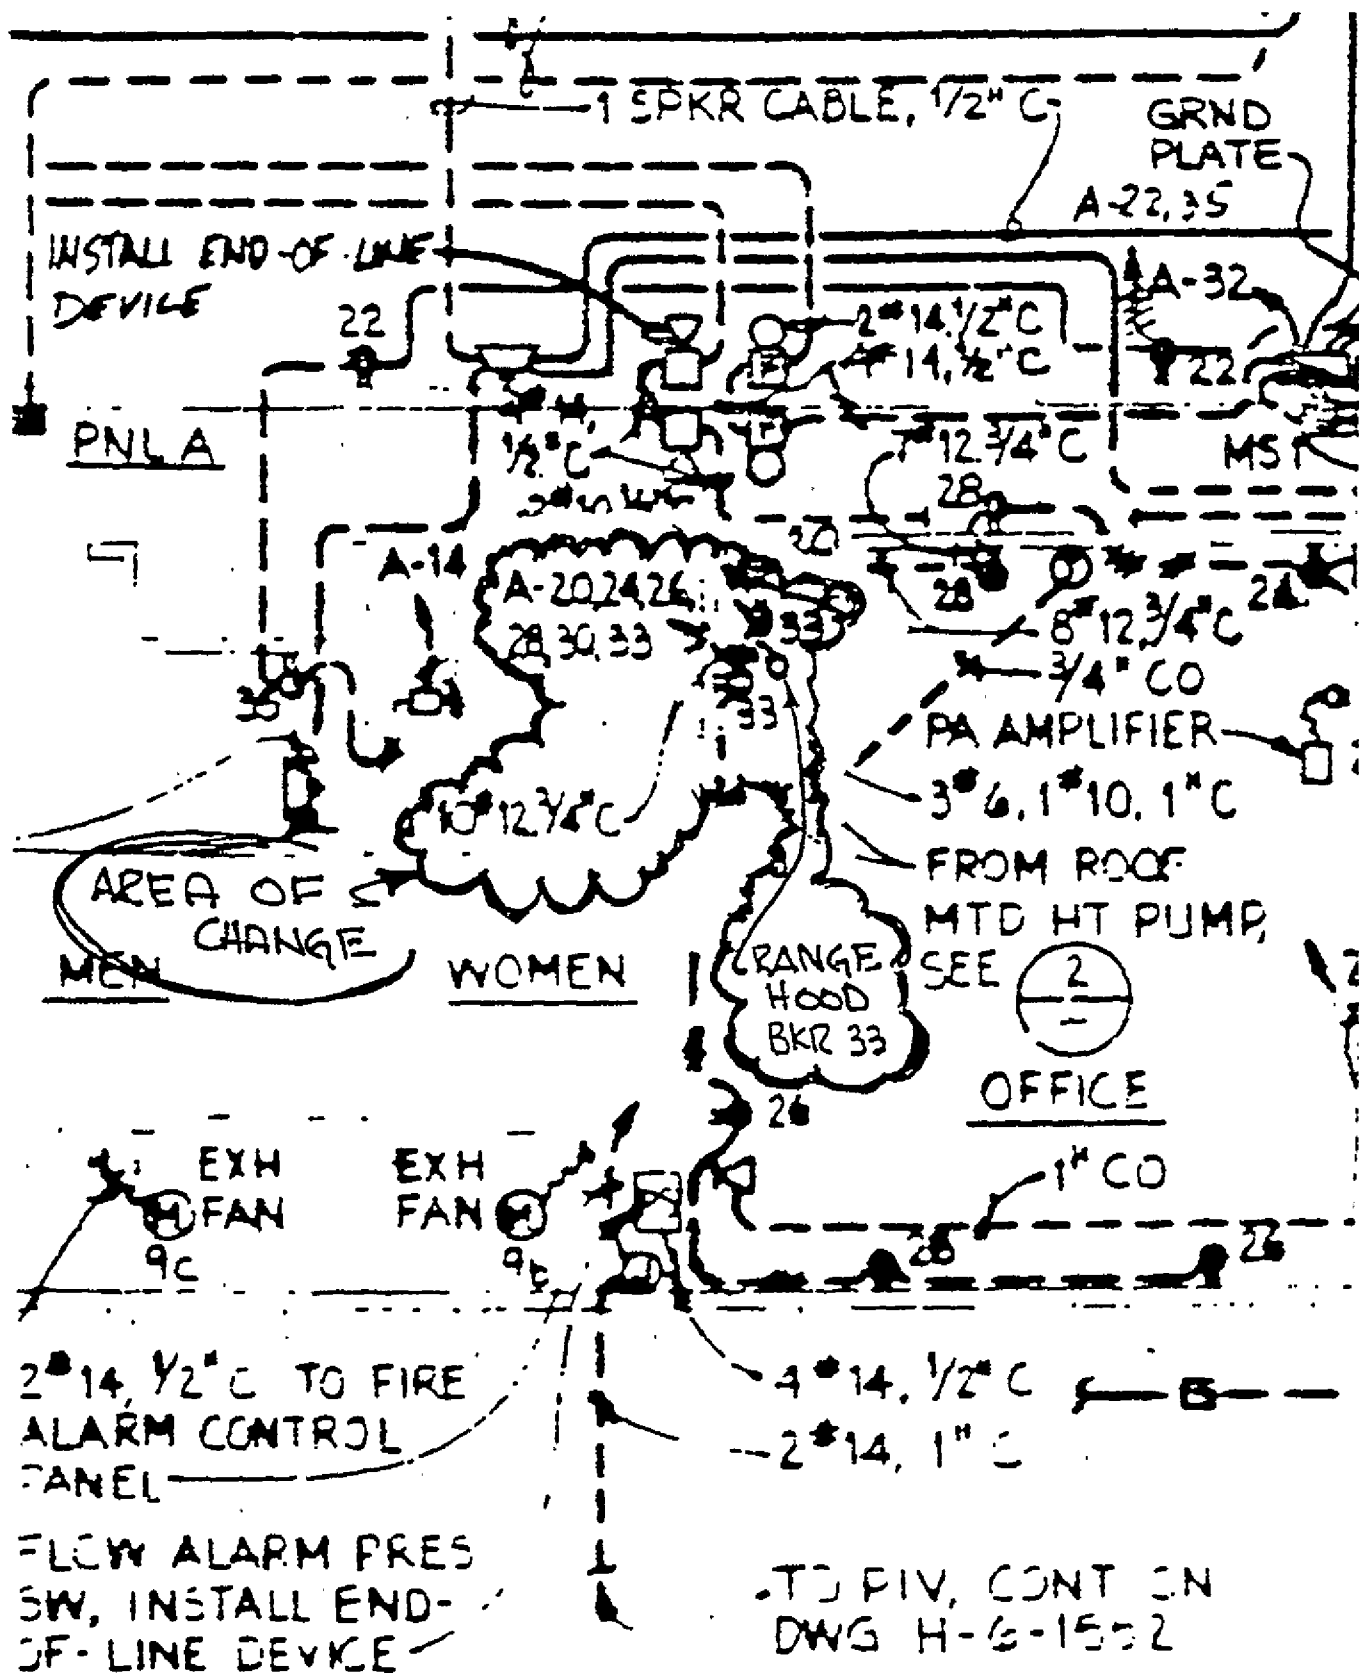 1 SPKR CABLE, 1/2" C
GRND
PLATE
A-22,35
INSTALL END-OF-LINE
DEVICE
22
A-32
2#14,1/2"C
4#14,1/2"C
22
PNL A
1/2"C
7#12,3/4"C
28
20
A-14
A-20,24,26,
28,30,33
33
28
24
8#12,3/4"C
3/4" CO
33
PA AMPLIFIER
10#12,3/4"C
3#6, 1#10, 1"C
FROM ROOF
MTD HT PUMP,
SEE
2
-
AREA OF
CHANGE
MEN
WOMEN
RANGE
HOOD
BKR 33
OFFICE
26
EXH
FAN
M
EXH
FAN
M
1" CO
26
26
2#14, 1/2"C TO FIRE
ALARM CONTROL
PANEL
4#14, 1/2"C
2#14, 1" C
FLOW ALARM PRES
SW, INSTALL END-
OF-LINE DEVICE
TO PIV, CONT ON
DWG H-6-